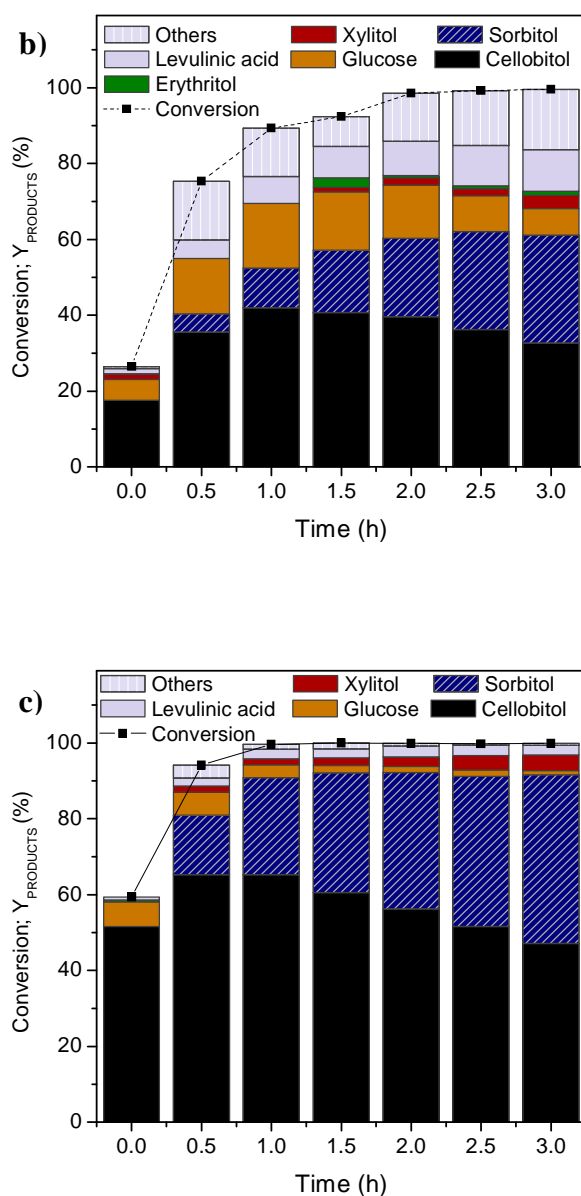 b)
Others Xylitol Sorbitol
Levulinic acid Glucose Cellobitol
Erythritol
Conversion
100
80
60
40
20
0
Conversion; Y PRODUCTS (%)
0.0 0.5 1.0 1.5 2.0 2.5 3.0
Time (h)
c)
Others Xylitol Sorbitol
Levulinic acid Glucose Cellobitol
Conversion
100
80
60
40
20
0
Conversion; Y PRODUCTS (%)
0.0 0.5 1.0 1.5 2.0 2.5 3.0
Time (h)